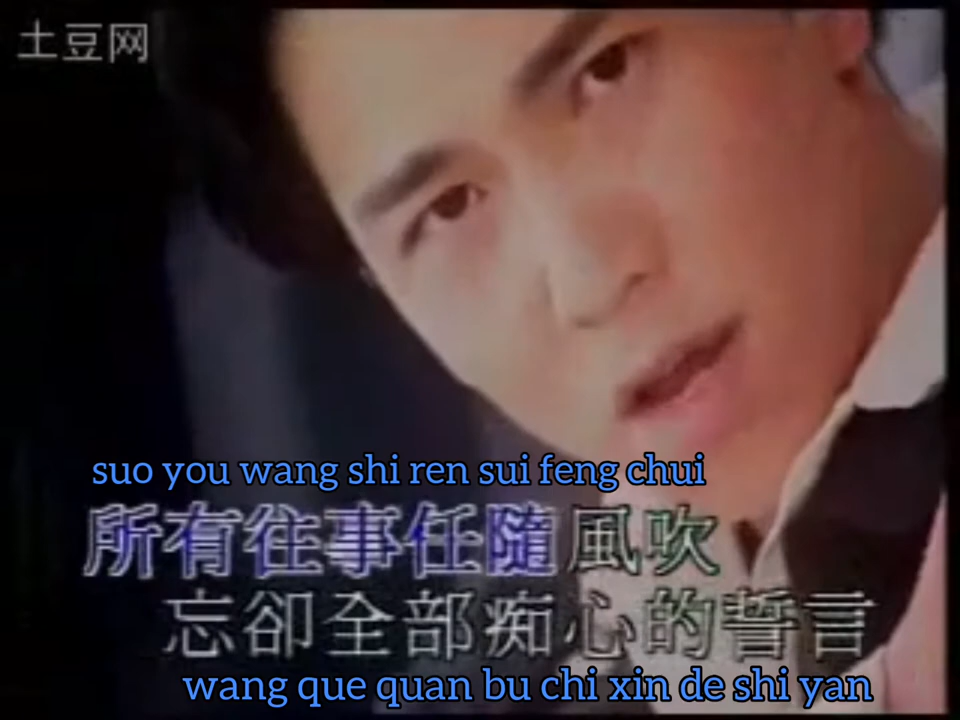 土豆网
suo you wang shi ren sui feng chui
所有往事任隨風吹
忘卻全部痴心的誓言
wang que quan bu chi xin de shi yan